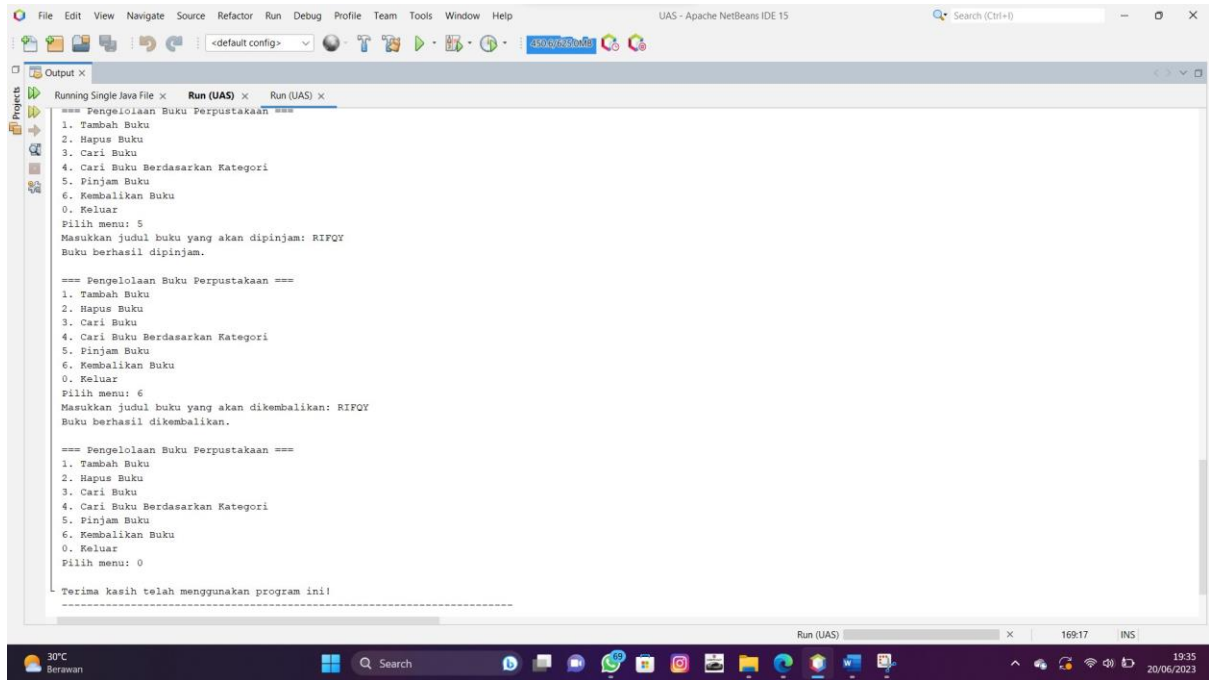 File Edit View Navigate Source Refactor Run Debug Profile Team Tools Window Help
UAS - Apache NetBeans IDE 15
Search (Ctrl+I)
<default config>
Output
Projects
Running Single Java File Run (UAS) Run (UAS)
=== Pengelolaan Buku Perpustakaan ===
1. Tambah Buku
2. Hapus Buku
3. Cari Buku
4. Cari Buku Berdasarkan Kategori
5. Pinjam Buku
6. Kembalikan Buku
0. Keluar
Pilih menu: 5
Masukkan judul buku yang akan dipinjam: RIFQY
Buku berhasil dipinjam.
=== Pengelolaan Buku Perpustakaan ===
1. Tambah Buku
2. Hapus Buku
3. Cari Buku
4. Cari Buku Berdasarkan Kategori
5. Pinjam Buku
6. Kembalikan Buku
0. Keluar
Pilih menu: 6
Masukkan judul buku yang akan dikembalikan: RIFQY
Buku berhasil dikembalikan.
=== Pengelolaan Buku Perpustakaan ===
1. Tambah Buku
2. Hapus Buku
3. Cari Buku
4. Cari Buku Berdasarkan Kategori
5. Pinjam Buku
6. Kembalikan Buku
0. Keluar
Pilih menu: 0
Terima kasih telah menggunakan program ini!
------------------------------------------------------------------------
Run (UAS)
169:17
INS
30°C
Berawan
Search
69
19:35
20/06/2023